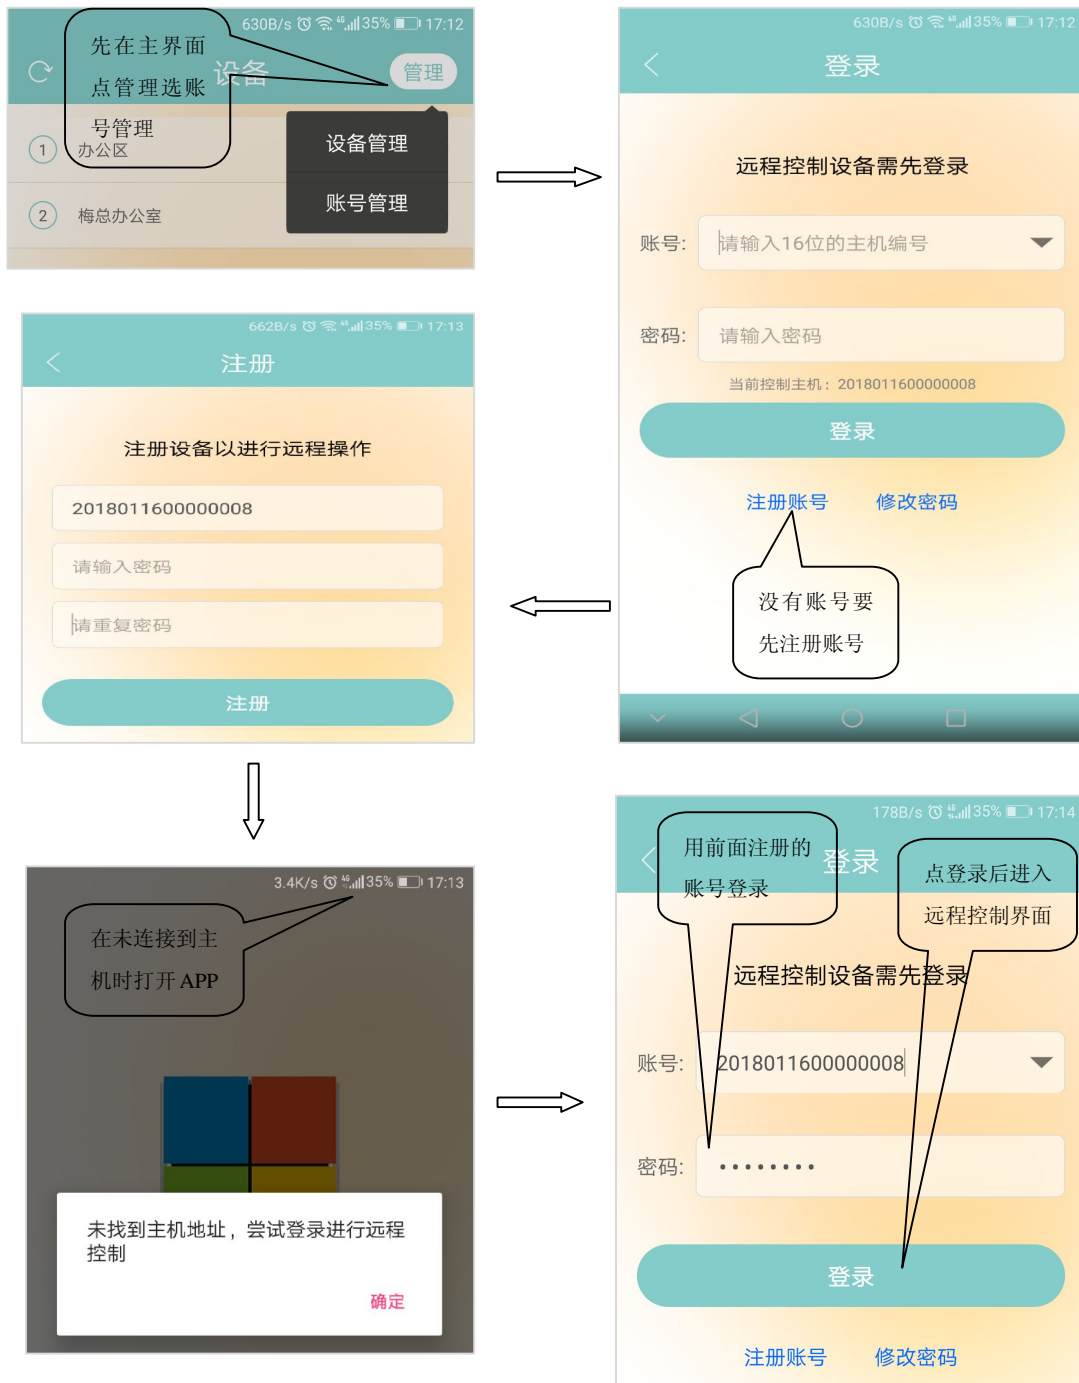 630B/s 4G 35% 17:12
先在主界面
点管理选账
号管理
设备
管理
1 办公区
2 梅总办公室
设备管理
账号管理
630B/s 4G 35% 17:12
登录
远程控制设备需先登录
账号: 请输入16位的主机编号
密码: 请输入密码
当前控制主机：2018011600000008
登录
注册账号 修改密码
没有账号要
先注册账号
662B/s 4G 35% 17:13
注册
注册设备以进行远程操作
2018011600000008
请输入密码
请重复密码
注册
3.4K/s 4G 35% 17:13
在未连接到主
机时打开 APP
未找到主机地址，尝试登录进行远程
控制
确定
178B/s 4G 35% 17:14
用前面注册的
账号登录
登录
点登录后进入
远程控制界面
远程控制设备需先登录
账号: 2018011600000008
密码: ••••••••
登录
注册账号 修改密码